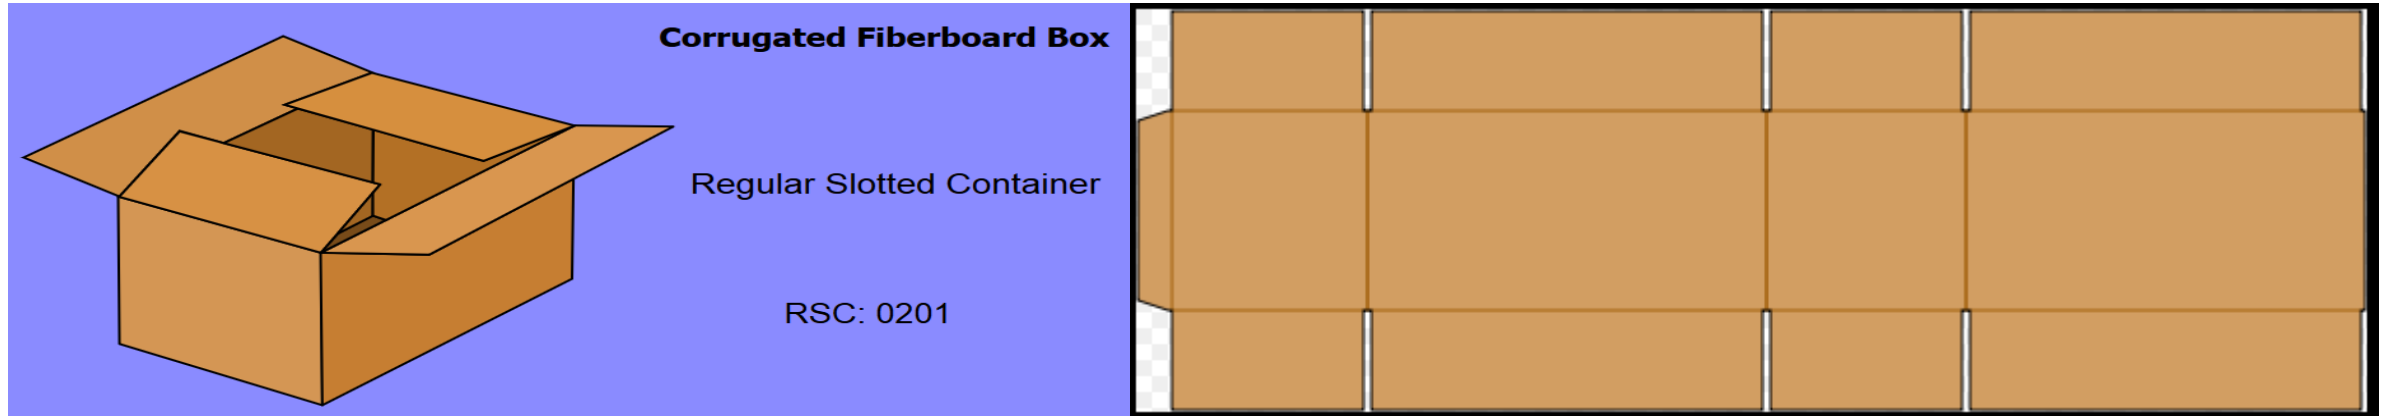 Corrugated Fiberboard Box
Regular Slotted Container
RSC: 0201